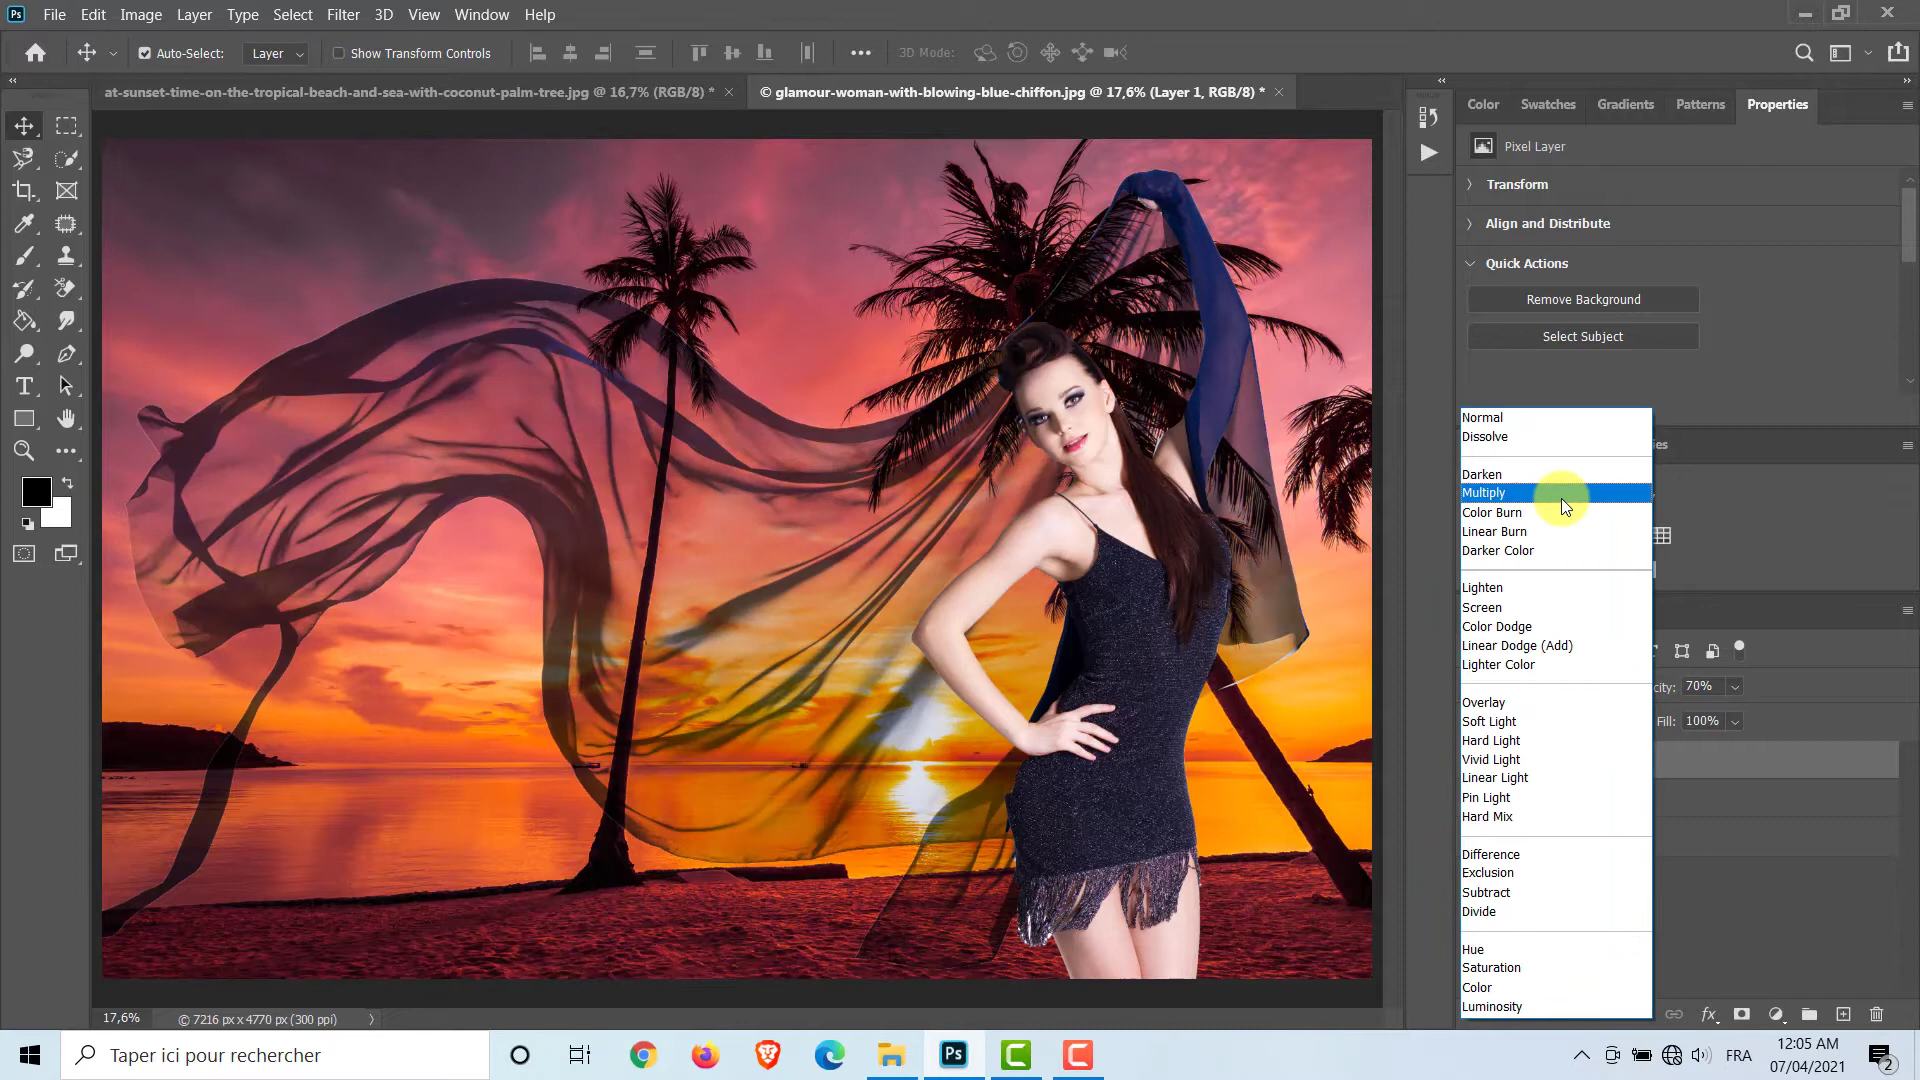 Ps File Edit Image Layer Type Select Filter 3D View Window Help
Auto-Select: Layer Show Transform Controls 3D Mode:
at-sunset-time-on-the-tropical-beach-and-sea-with-coconut-palm-tree.jpg @ 16,7% (RGB/8) *
© glamour-woman-with-blowing-blue-chiffon.jpg @ 17,6% (Layer 1, RGB/8) *
Color Swatches Gradients Patterns Properties
Pixel Layer
Transform
Align and Distribute
Quick Actions
Remove Background
Select Subject
Normal
Dissolve
Darken
Multiply
Color Burn
Linear Burn
Darker Color
Lighten
Screen
Color Dodge
Linear Dodge (Add)
Lighter Color
Overlay
Soft Light
Hard Light
Vivid Light
Linear Light
Pin Light
Hard Mix
Difference
Exclusion
Subtract
Divide
Hue
Saturation
Color
Luminosity
city: 70%
Fill: 100%
fx
17,6% © 7216 px x 4770 px (300 ppi)
Taper ici pour rechercher
Ps
FRA
12:05 AM
07/04/2021
2